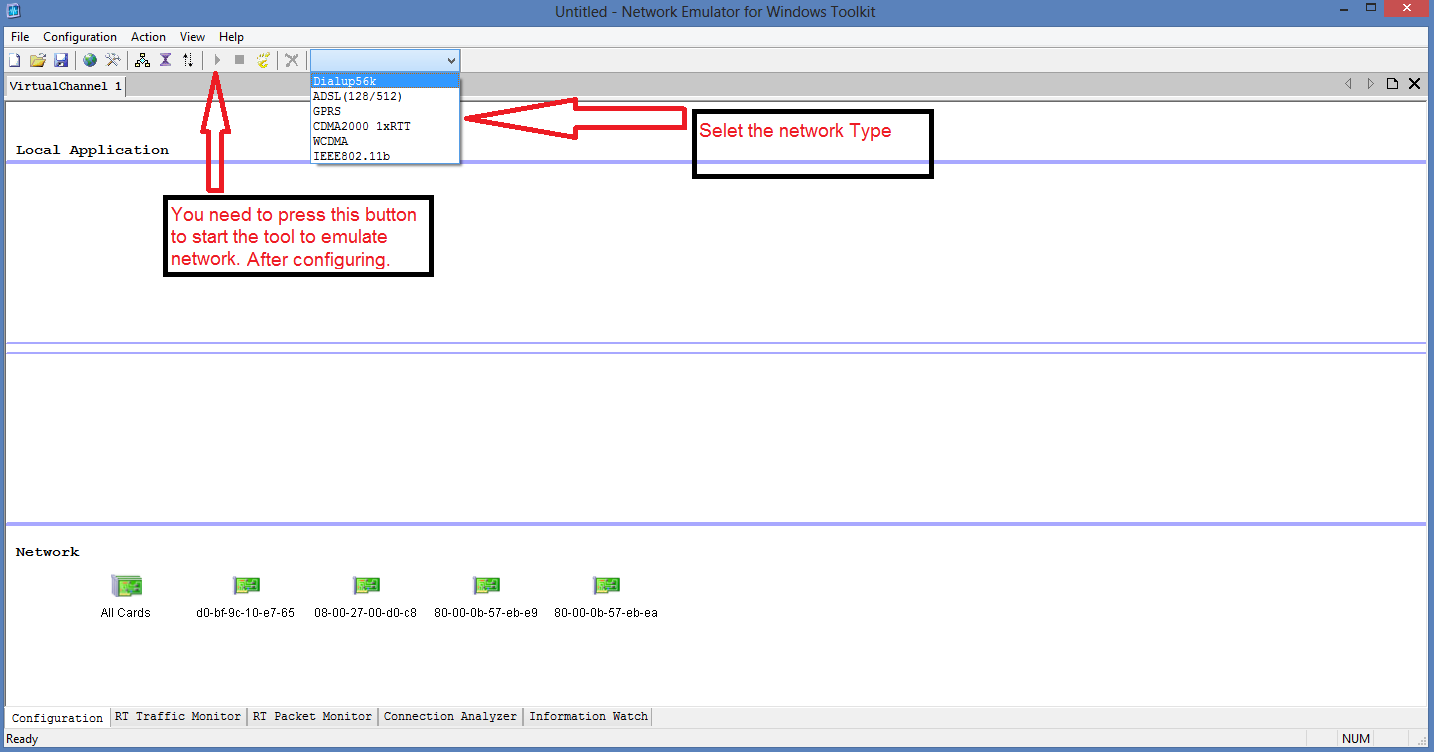 Untitled - Network Emulator for Windows Toolkit
File Configuration Action View Help
VirtualChannel 1
Dialup56k
ADSL(128/512)
GPRS
CDMA2000 1xRTT
WCDMA
IEEE802.11b
Selet the network Type
Local Application
You need to press this button
to start the tool to emulate
network. After configuring.
Network
All Cards d0-bf-9c-10-e7-65 08-00-27-00-d0-c8 80-00-0b-57-eb-e9 80-00-0b-57-eb-ea
Configuration RT Traffic Monitor RT Packet Monitor Connection Analyzer Information Watch
Ready NUM